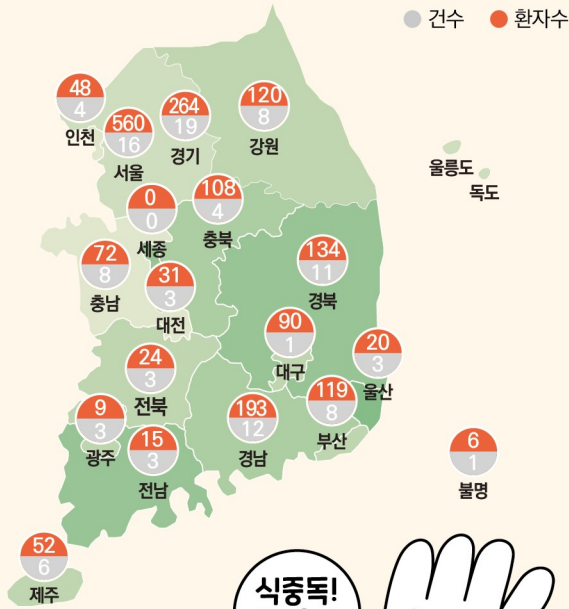 건수 환자수
48
4
인천
560
16
서울
264
19
경기
120
8
강원
울릉도
독도
0
0
세종
108
4
충북
72
8
충남
31
3
대전
134
11
경북
90
1
대구
20
3
울산
24
3
전북
119
8
부산
9
3
광주
15
3
전남
193
12
경남
6
1
불명
52
6
제주
식중독!